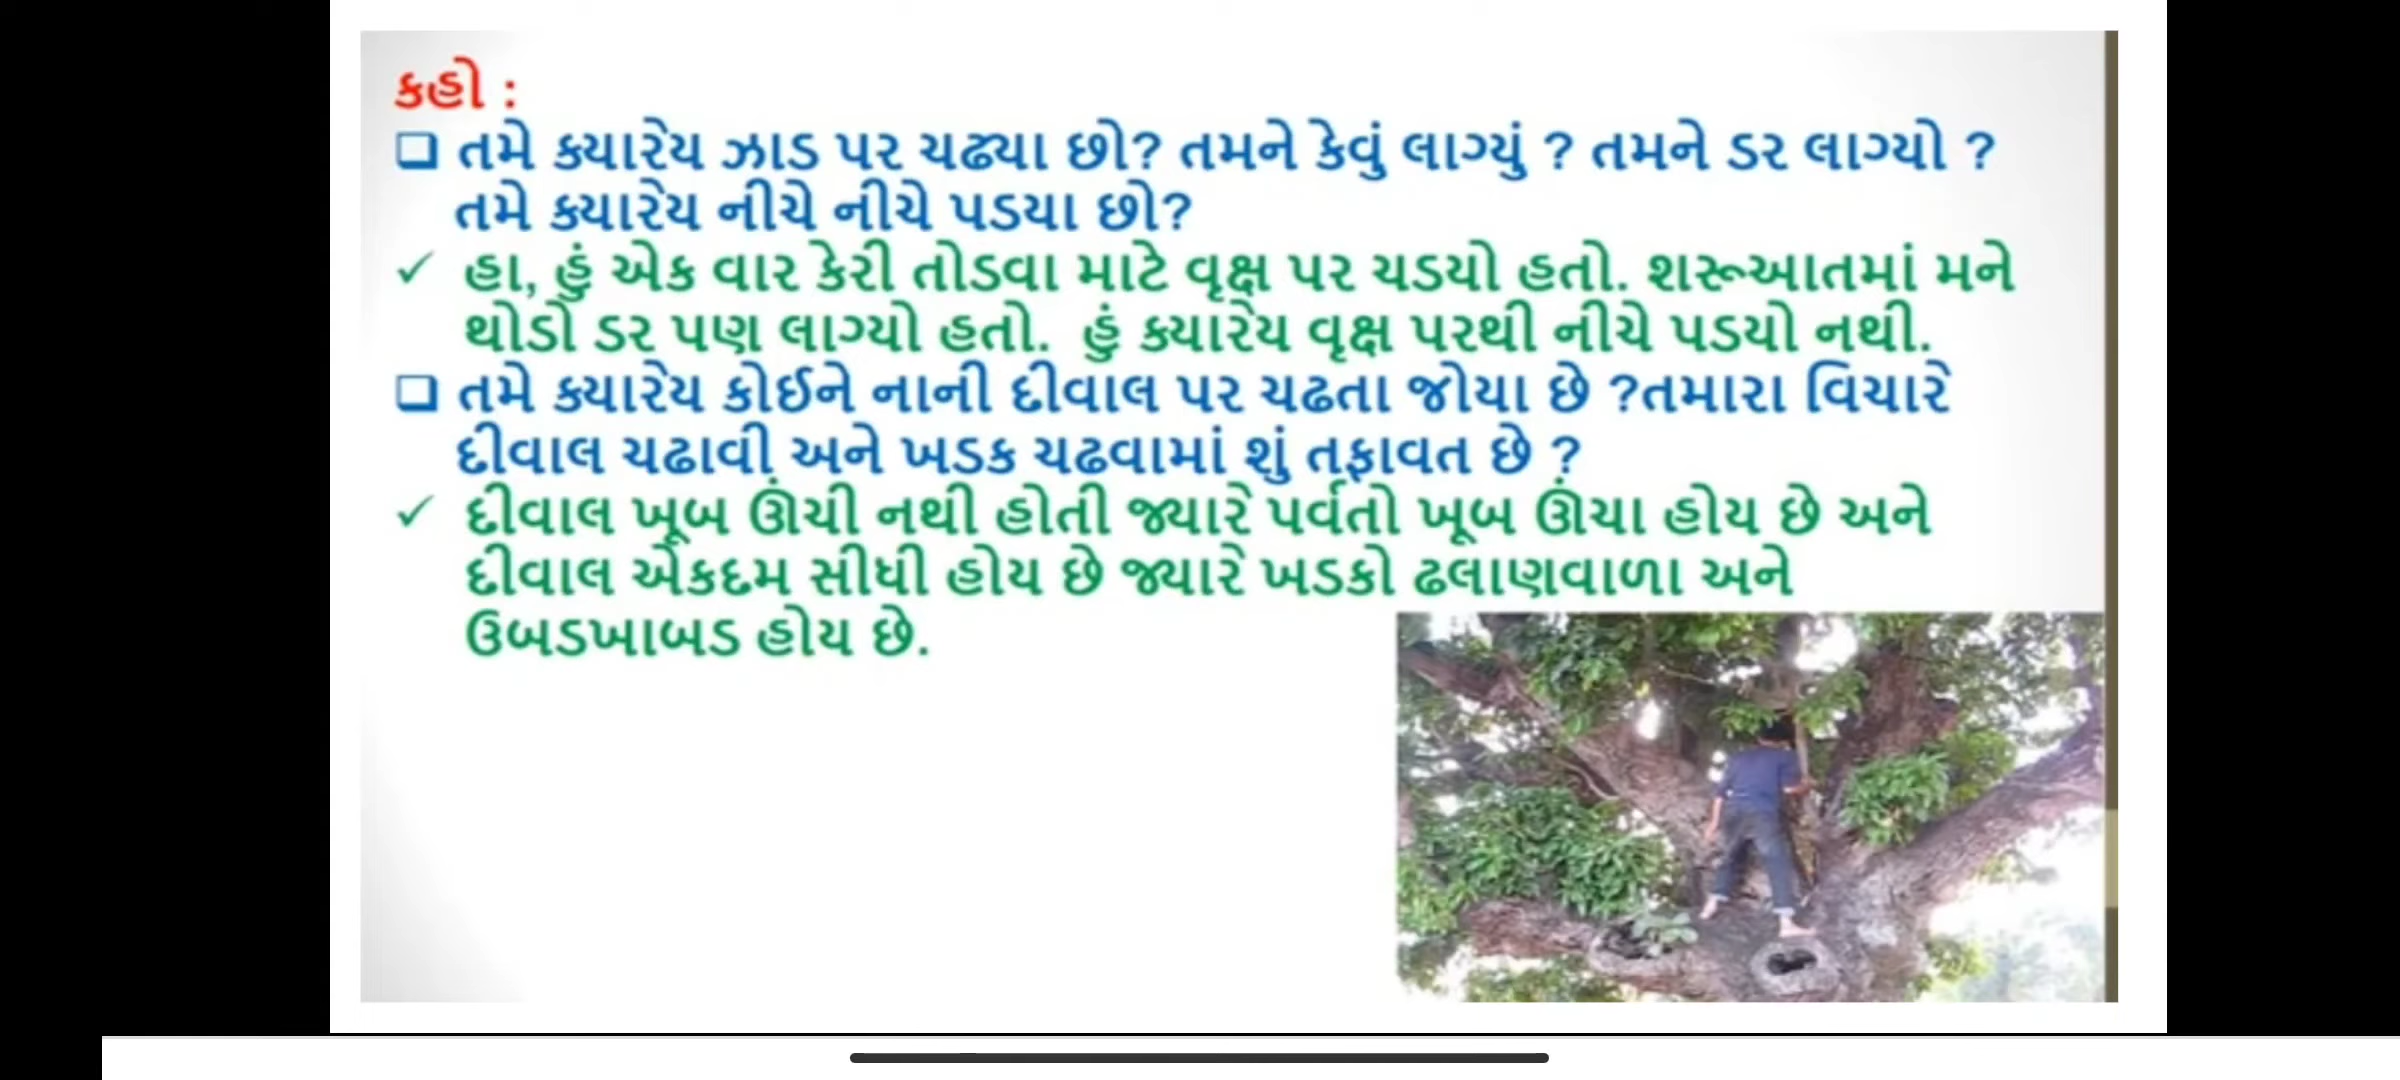 કહો :
તમે ક્યારેય ઝાડ પર ચઢ્યા છો? તમને કેવું લાગ્યું ? તમને ડર લાગ્યો ?
તમે ક્યારેય નીચે નીચે પડયા છો?
હા, હું એક વાર કેરી તોડવા માટે વૃક્ષ પર ચડયો હતો. શરૂઆતમાં મને
થોડો ડર પણ લાગ્યો હતો. હું ક્યારેય વૃક્ષ પરથી નીચે પડયો નથી.
તમે ક્યારેય કોઈને નાની દીવાલ પર ચઢતા જોયા છે ?તમારા વિચારે
દીવાલ ચઢાવી અને ખડક ચઢવામાં શું તફાવત છે ?
દીવાલ ખૂબ ઊંચી નથી હોતી જ્યારે પર્વતો ખૂબ ઊંચા હોય છે અને
દીવાલ એકદમ સીધી હોય છે જ્યારે ખડકો ઢલાણવાળા અને
ઉબડખાબડ હોય છે.